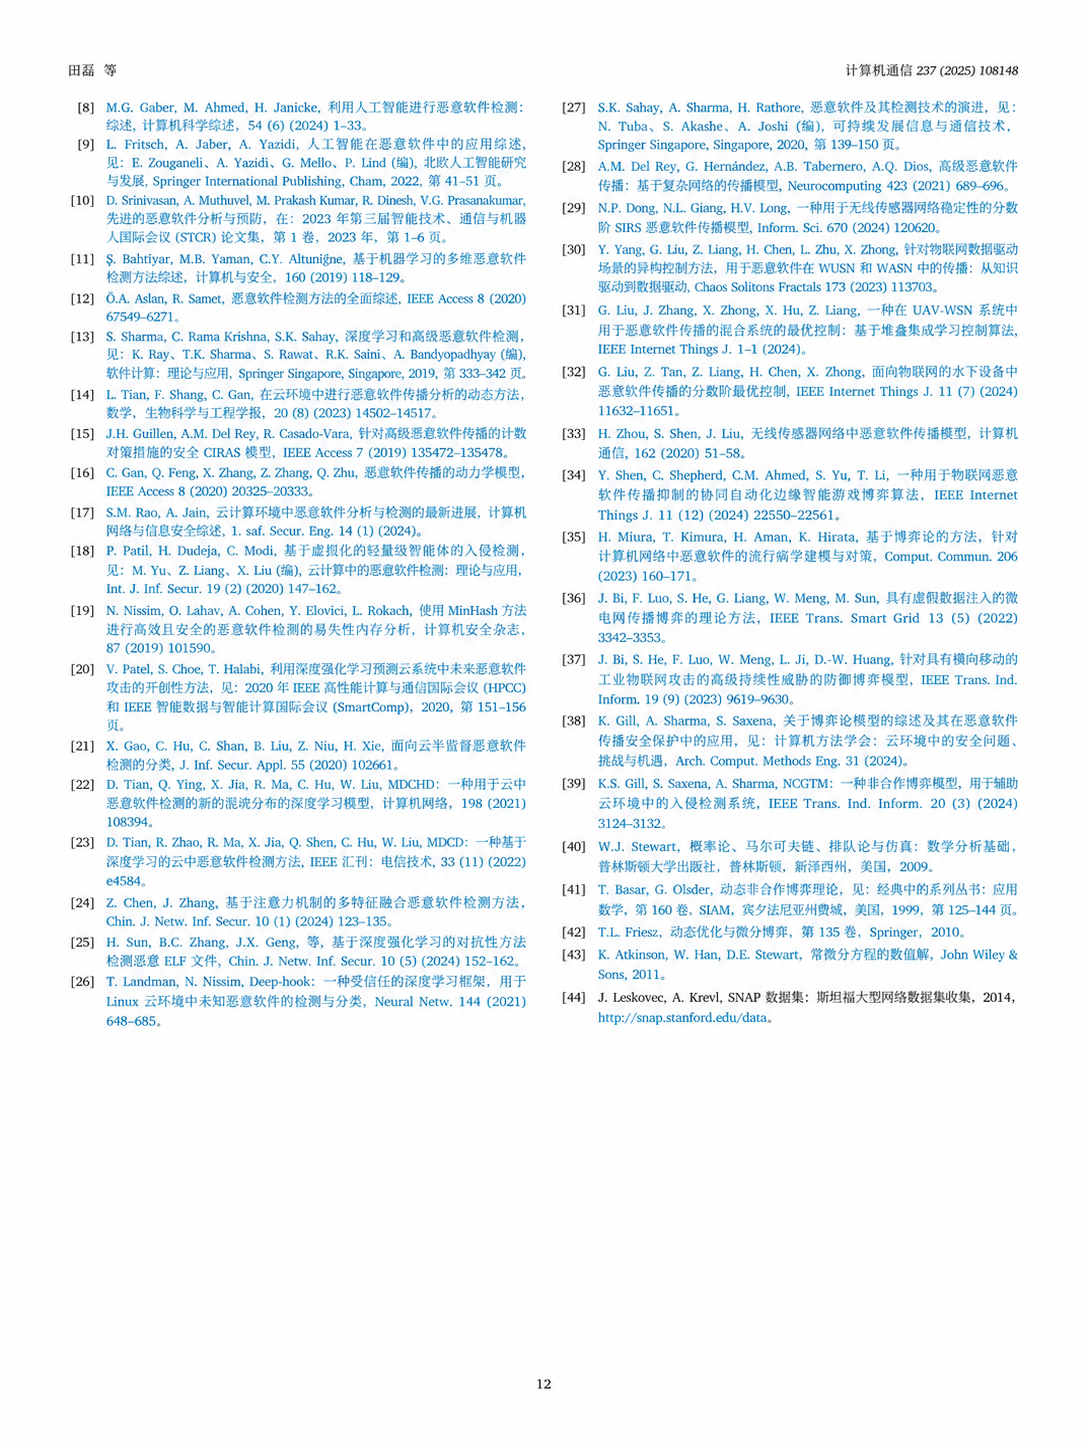 田磊 等
计算机通信 237 (2025) 108148
[8] M.G. Gaber, M. Ahmed, H. Janicke, 利用人工智能进行恶意软件检测：
综述, 计算机科学综述，54 (6) (2024) 1–33。
[9] L. Fritsch, A. Jaber, A. Yazidi, 人工智能在恶意软件中的应用综述,
见：E. Zouganeli、A. Yazidi、G. Mello、P. Lind (编), 北欧人工智能研究
与发展, Springer International Publishing, Cham, 2022, 第 41–51 页。
[10] D. Srinivasan, A. Muthuvel, M. Prakash Kumar, R. Dinesh, V.G. Prasanakumar,
先进的恶意软件分析与预防，在：2023 年第三届智能技术、通信与机器
人国际会议 (STCR) 论文集，第 1 卷，2023 年，第 1–6 页。
[11] Ş. Bahtiyar, M.B. Yaman, C.Y. Altuniğne, 基于机器学习的多维恶意软件
检测方法综述，计算机与安全，160 (2019) 118–129。
[12] Ö.A. Aslan, R. Samet, 恶意软件检测方法的全面综述, IEEE Access 8 (2020)
67549–6271。
[13] S. Sharma, C. Rama Krishna, S.K. Sahay, 深度学习和高级恶意软件检测,
见：K. Ray、T.K. Sharma、S. Rawat、R.K. Saini、A. Bandyopadhyay (编),
软件计算：理论与应用, Springer Singapore, Singapore, 2019, 第 333–342 页。
[14] L. Tian, F. Shang, C. Gan, 在云环境中进行恶意软件传播分析的动态方法,
数学，生物科学与工程学报，20 (8) (2023) 14502–14517。
[15] J.H. Guillen, A.M. Del Rey, R. Casado-Vara, 针对高级恶意软件传播的计数
对策措施的安全 CIRAS 模型，IEEE Access 7 (2019) 135472–135478。
[16] C. Gan, Q. Feng, X. Zhang, Z. Zhang, Q. Zhu, 恶意软件传播的动力学模型,
IEEE Access 8 (2020) 20325–20333。
[17] S.M. Rao, A. Jain, 云计算环境中恶意软件分析与检测的最新进展，计算机
网络与信息安全综述，1. saf. Secur. Eng. 14 (1) (2024)。
[18] P. Patil, H. Dudeja, C. Modi, 基于虚拟化的轻量级智能体的入侵检测,
见：M. Yu、Z. Liang、X. Liu (编), 云计算中的恶意软件检测：理论与应用,
Int. J. Inf. Secur. 19 (2) (2020) 147–162。
[19] N. Nissim, O. Lahav, A. Cohen, Y. Elovici, L. Rokach, 使用 MinHash 方法
进行高效且安全的恶意软件检测的易失性内存分析，计算机安全杂志，
87 (2019) 101590。
[20] V. Patel, S. Choe, T. Halabi, 利用深度强化学习预测云系统中未来恶意软件
攻击的开创性方法，见：2020 年 IEEE 高性能计算与通信国际会议 (HPCC)
和 IEEE 智能数据与智能计算国际会议 (SmartComp)，2020, 第 151–156
页。
[21] X. Gao, C. Hu, C. Shan, B. Liu, Z. Niu, H. Xie, 面向云半监督恶意软件
检测的分类, J. Inf. Secur. Appl. 55 (2020) 102661。
[22] D. Tian, Q. Ying, X. Jia, R. Ma, C. Hu, W. Liu, MDCHD：一种用于云中
恶意软件检测的新的混淆分布的深度学习模型，计算机网络，198 (2021)
108394。
[23] D. Tian, R. Zhao, R. Ma, X. Jia, Q. Shen, C. Hu, W. Liu, MDCD：一种基于
深度学习的云中恶意软件检测方法, IEEE 汇刊：电信技术, 33 (11) (2022)
e4584。
[24] Z. Chen, J. Zhang, 基于注意力机制的多特征融合恶意软件检测方法,
Chin. J. Netw. Inf. Secur. 10 (1) (2024) 123–135。
[25] H. Sun, B.C. Zhang, J.X. Geng, 等, 基于深度强化学习的对抗性方法
检测恶意 ELF 文件，Chin. J. Netw. Inf. Secur. 10 (5) (2024) 152–162。
[26] T. Landman, N. Nissim, Deep-hook：一种受信任的深度学习框架，用于
Linux 云环境中未知恶意软件的检测与分类，Neural Netw. 144 (2021)
648–685。
[27] S.K. Sahay, A. Sharma, H. Rathore, 恶意软件及其检测技术的演进，见：
N. Tuba、S. Akashe、A. Joshi (编)，可持续发展信息与通信技术，
Springer Singapore, Singapore, 2020, 第 139–150 页。
[28] A.M. Del Rey, G. Hernández, A.B. Tabernero, A.Q. Dios, 高级恶意软件
传播：基于复杂网络的传播模型, Neurocomputing 423 (2021) 689–696。
[29] N.P. Dong, N.L. Giang, H.V. Long, 一种用于无线传感器网络稳定性的分数
阶 SIRS 恶意软件传播模型, Inform. Sci. 670 (2024) 120620。
[30] Y. Yang, G. Liu, Z. Liang, H. Chen, L. Zhu, X. Zhong, 针对物联网数据驱动
场景的异构控制方法，用于恶意软件在 WUSN 和 WASN 中的传播：从知识
驱动到数据驱动, Chaos Solitons Fractals 173 (2023) 113703。
[31] G. Liu, J. Zhang, X. Zhong, X. Hu, Z. Liang, 一种在 UAV-WSN 系统中
用于恶意软件传播的混合系统的最优控制：基于堆叠集成学习控制算法,
IEEE Internet Things J. 1–1 (2024)。
[32] G. Liu, Z. Tan, Z. Liang, H. Chen, X. Zhong, 面向物联网的水下设备中
恶意软件传播的分数阶最优控制，IEEE Internet Things J. 11 (7) (2024)
11632–11651。
[33] H. Zhou, S. Shen, J. Liu, 无线传感器网络中恶意软件传播模型，计算机
通信, 162 (2020) 51–58。
[34] Y. Shen, C. Shepherd, C.M. Ahmed, S. Yu, T. Li, 一种用于物联网恶意
软件传播抑制的协同自动化边缘智能游戏博弈算法，IEEE Internet
Things J. 11 (12) (2024) 22550–22561。
[35] H. Miura, T. Kimura, H. Aman, K. Hirata, 基于博弈论的方法，针对
计算机网络中恶意软件的流行病学建模与对策，Comput. Commun. 206
(2023) 160–171。
[36] J. Bi, F. Luo, S. He, G. Liang, W. Meng, M. Sun, 具有虚假数据注入的微
电网传播博弈的理论方法，IEEE Trans. Smart Grid 13 (5) (2022)
3342–3353。
[37] J. Bi, S. He, F. Luo, W. Meng, L. Ji, D.-W. Huang, 针对具有横向移动的
工业物联网攻击的高级持续性威胁的防御博弈模型，IEEE Trans. Ind.
Inform. 19 (9) (2023) 9619–9630。
[38] K. Gill, A. Sharma, S. Saxena, 关于博弈论模型的综述及其在恶意软件
传播安全保护中的应用，见：计算机方法学会：云环境中的安全问题、
挑战与机遇，Arch. Comput. Methods Eng. 31 (2024)。
[39] K.S. Gill, S. Saxena, A. Sharma, NCGTM：一种非合作博弈模型，用于辅助
云环境中的入侵检测系统，IEEE Trans. Ind. Inform. 20 (3) (2024)
3124–3132。
[40] W.J. Stewart，概率论、马尔可夫链、排队论与仿真：数学分析基础，
普林斯顿大学出版社，普林斯顿，新泽西州，美国，2009。
[41] T. Basar, G. Olsder, 动态非合作博弈理论，见：经典中的系列丛书：应用
数学，第 160 卷，SIAM，宾夕法尼亚州费城，美国，1999，第 125–144 页。
[42] T.L. Friesz，动态优化与微分博弈，第 135 卷，Springer，2010。
[43] K. Atkinson, W. Han, D.E. Stewart, 常微分方程的数值解，John Wiley &
Sons, 2011。
[44] J. Leskovec, A. Krevl, SNAP 数据集：斯坦福大型网络数据集收集，2014，
http://snap.stanford.edu/data。
12